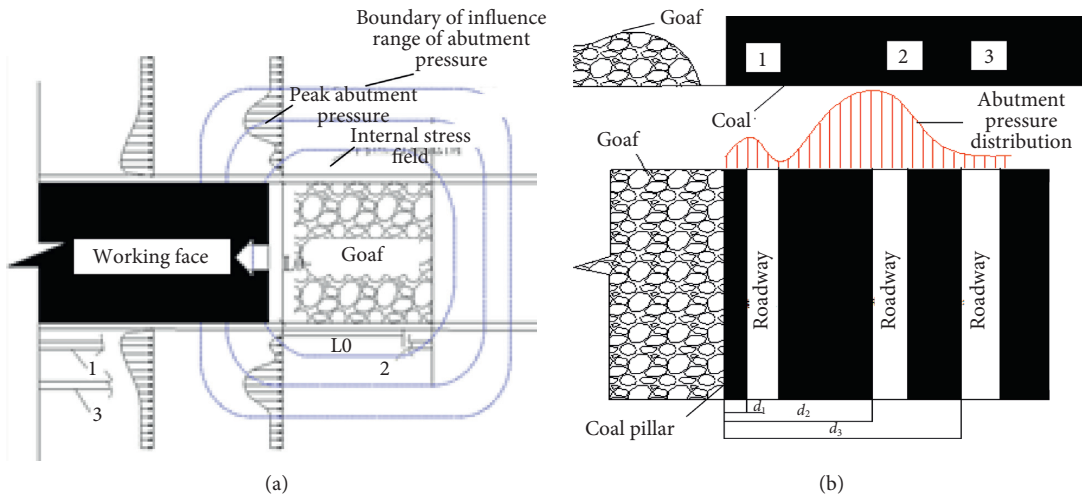 Boundary of influence
range of abutment
pressure
Peak abutment
pressure
Internal stress
field
Working face
Goaf
L0
L0
1
2
3
(a)
Goaf
1
2
3
Coal
Abutment
pressure
distribution
Goaf
Roadway
Roadway
Roadway
d1
d2
d3
Coal pillar
(b)